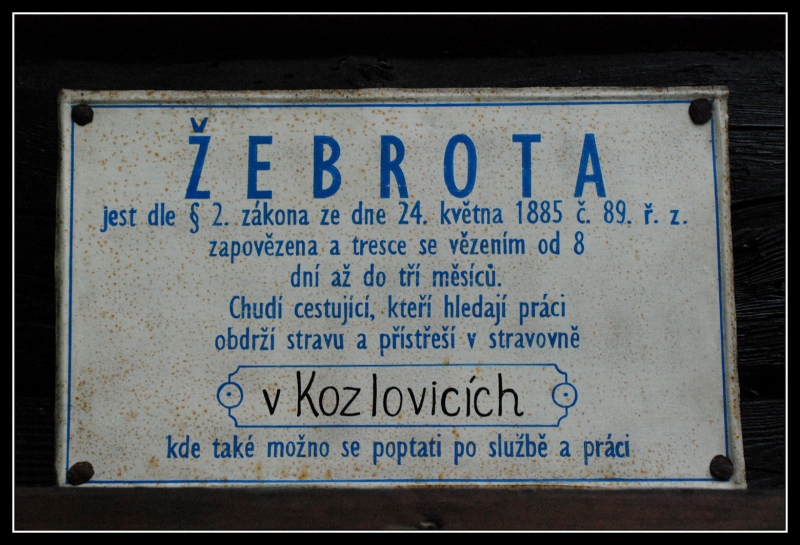 ŽEBROTA
jest dle § 2. zákona ze dne 24. května 1885 č. 89. ř. z.
zapovězena a tresce se vězením od 8
dní až do tří měsíců.
Chudí cestující, kteří hledají práci
obdrží stravu a přístřeší v stravovně
v Kozlovicích
kde také možno se poptati po službě a práci